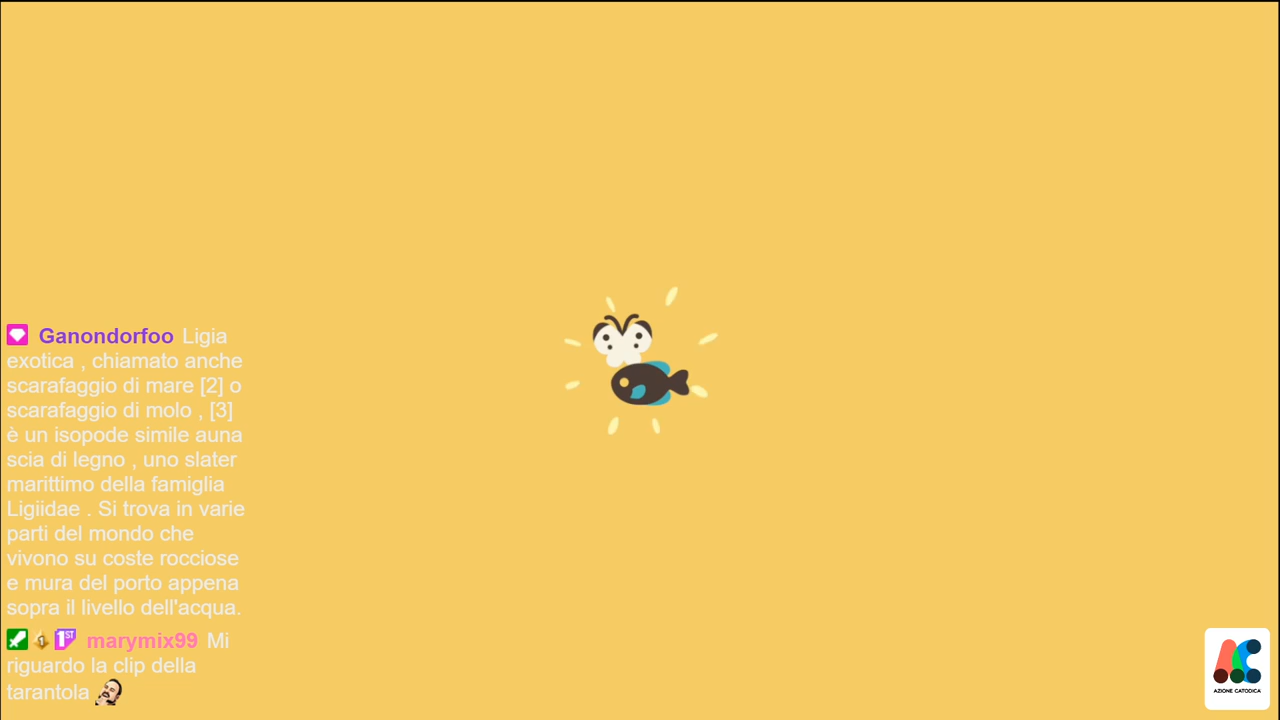 Ganondorfoo Ligia
exotica , chiamato anche
scarafaggio di mare [2] o
scarafaggio di molo , [3]
è un isopode simile auna
scia di legno , uno slater
marittimo della famiglia
Ligiidae . Si trova in varie
parti del mondo che
vivono su coste rocciose
e mura del porto appena
sopra il livello dell'acqua.
1 1ST marymix99 Mi
riguardo la clip della
tarantola
AZIONE CATODICA